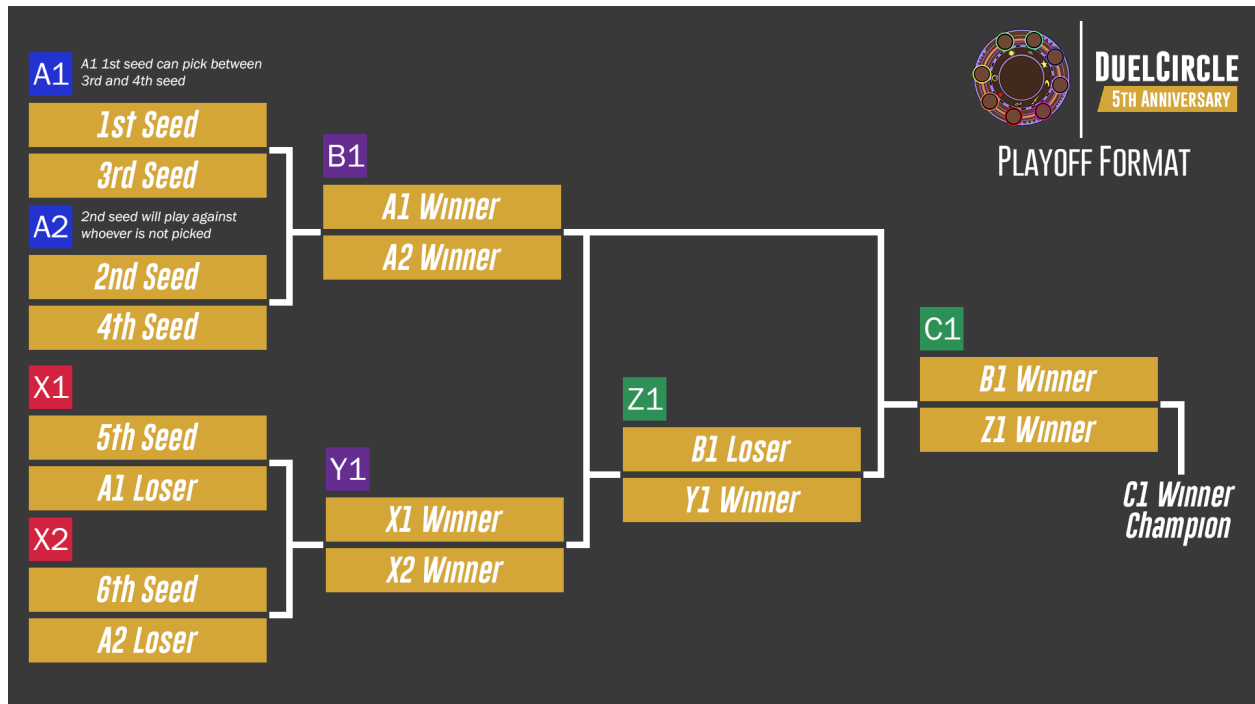 A1
A1 1st seed can pick between
3rd and 4th seed
1st Seed
3rd Seed
A2
2nd seed will play against
whoever is not picked
2nd Seed
4th Seed
X1
5th Seed
A1 Loser
X2
6th Seed
A2 Loser
B1
A1 Winner
A2 Winner
Y1
X1 Winner
X2 Winner
Z1
B1 Loser
Y1 Winner
C1
B1 Winner
Z1 Winner
C1 Winner
Champion
DuelCircle
5th Anniversary
Playoff Format